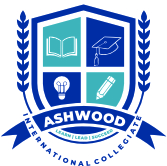 ASHWOOD
LEARN | LEAD | SUCCEED
INTERNATIONAL COLLEGIATE